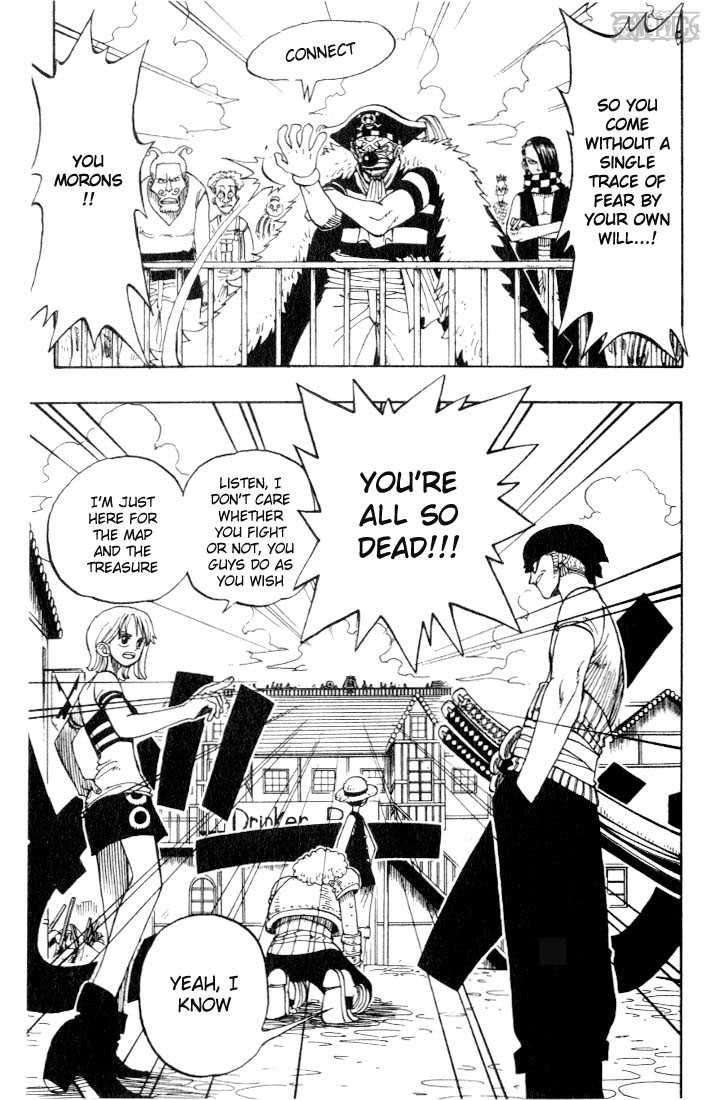 SO YOU
COME
WITHOUT A
SINGLE
TRACE OF
FEAR BY
YOUR OWN
WILL...!
CONNECT
YOU
MORONS
!!
YOU'RE
ALL SO
DEAD!!!
LISTEN, I
DON'T CARE
WHETHER
YOU FIGHT
OR NOT, YOU
GUYS DO AS
YOU WISH
I'M JUST
HERE FOR
THE MAP
AND THE
TREASURE
Drinker
YEAH, I
KNOW